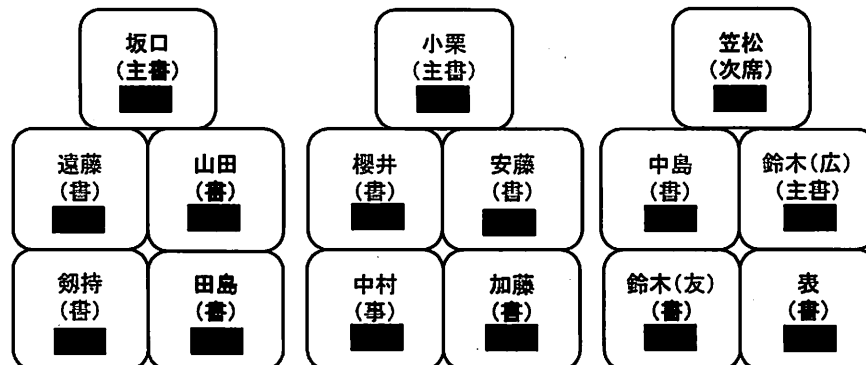 坂口
(主書)
小栗
(主書)
笠松
(次席)
遠藤
(書)
山田
(書)
櫻井
(書)
安藤
(書)
中島
(書)
鈴木(広)
(主書)
剱持
(書)
田島
(書)
中村
(事)
加藤
(書)
鈴木(友)
(書)
表
(書)